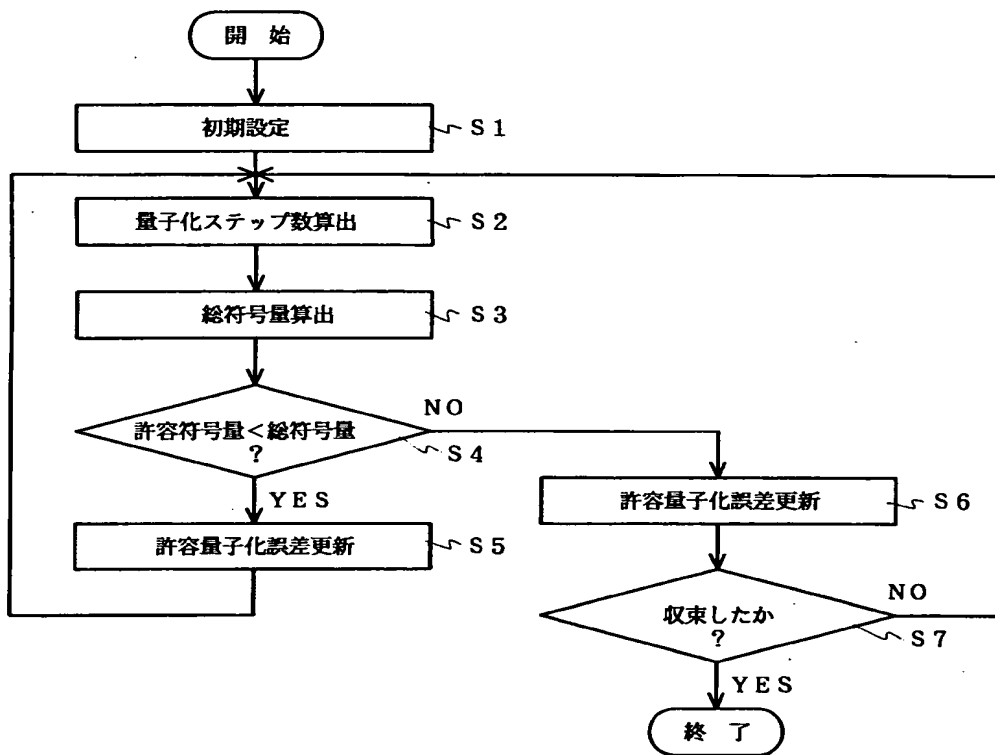 開 始
初期設定
S1
量子化ステップ数算出
S2
総符号量算出
S3
許容符号量<総符号量
?
S4
NO
YES
許容量子化誤差更新
S5
許容量子化誤差更新
S6
収束したか
?
S7
NO
YES
終 了